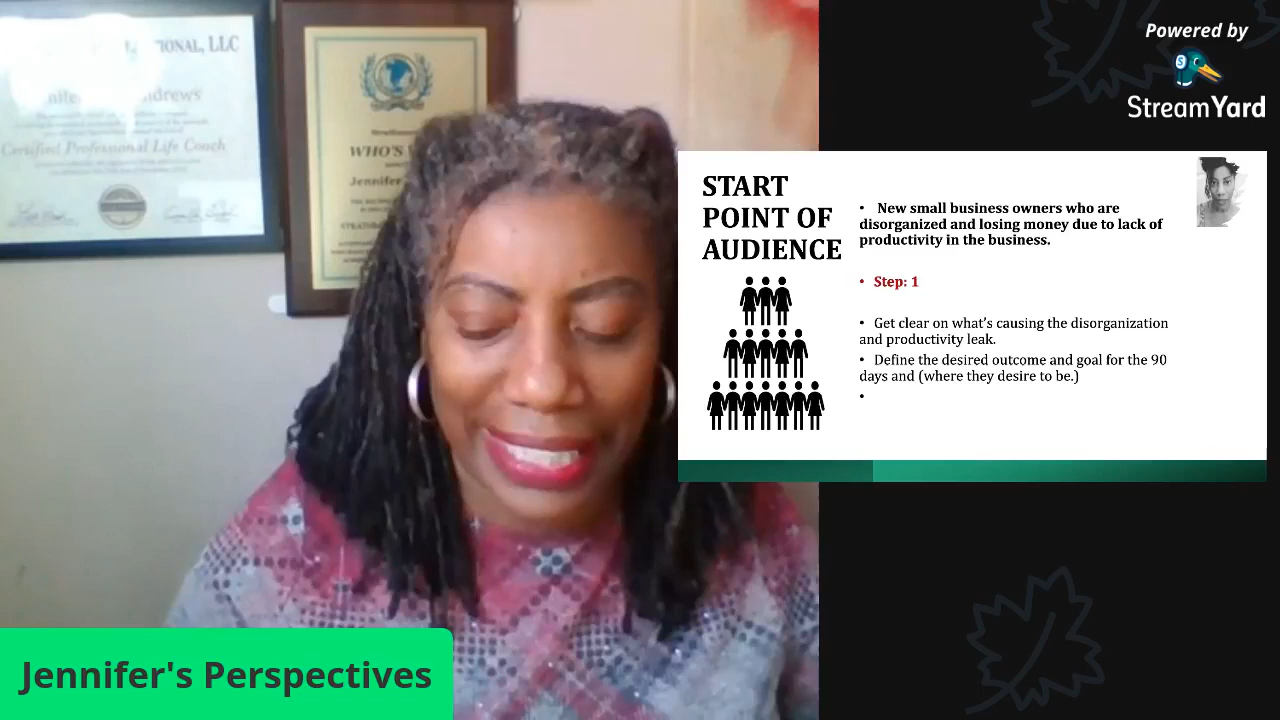 LLC
Certified Professional Life Coach
WHO'S
Jennifer
Powered by
StreamYard
START
POINT OF
AUDIENCE
• New small business owners who are
disorganized and losing money due to lack of
productivity in the business.
• Step: 1
• Get clear on what's causing the disorganization
and productivity leak.
• Define the desired outcome and goal for the 90
days and (where they desire to be.)
•
Jennifer's Perspectives